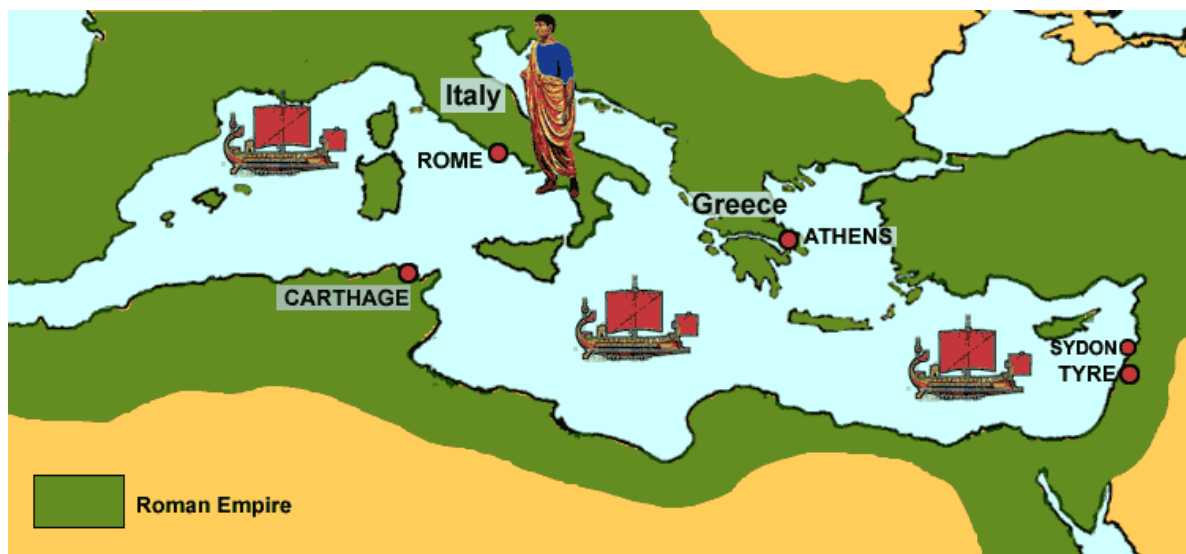 Italy
ROME
Greece
ATHENS
CARTHAGE
SYDON
TYRE
Roman Empire